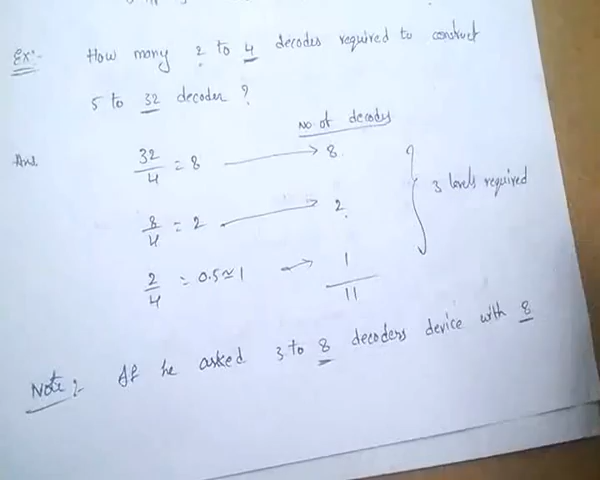 Ex:- How many 2 to 4 decodes required to construct
5 to 32 decoder ?
No of decodes
Ans 32/4 = 8 → 8
8/4 = 2 → 2
3 levels required
2/4 = 0.5 ≃ 1 → 1
11
Note: If he asked 3 to 8 decoders device with 8